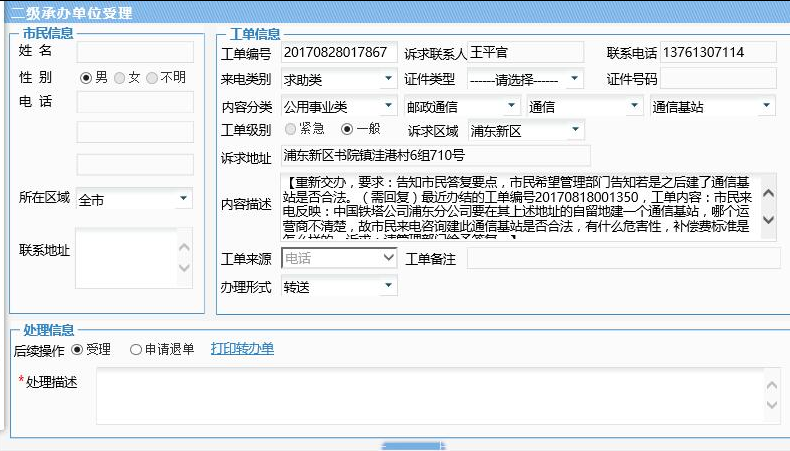 二级承办单位受理
市民信息
姓 名
性 别 男 女 不明
电 话
所在区域 全市
联系地址
工单信息
工单编号 20170828017867 诉求联系人 王平官 联系电话 13761307114
来电类别 求助类 证件类型 ------请选择------ 证件号码
内容分类 公用事业类 邮政通信 通信 通信基站
工单级别 紧急 一般 诉求区域 浦东新区
诉求地址 浦东新区书院镇洼港村6组710号
内容描述
【重新交办，要求：告知市民答复要点，市民希望管理部门告知若是之后建了通信基
站是否合法。（需回复）最近办结的工单编号20170818001350，工单内容：市民来
电反映：中国铁塔公司浦东分公司要在其上述地址的自留地建一个通信基站，哪个运
营商不清楚，故市民来电咨询建此通信基站是否合法，有什么危害性，补偿费标准是
怎么样的，诉求：请管理部门给予答复。】
工单来源 电话 工单备注
办理形式 转送
处理信息
后续操作 受理 申请退单 打印转办单
*处理描述